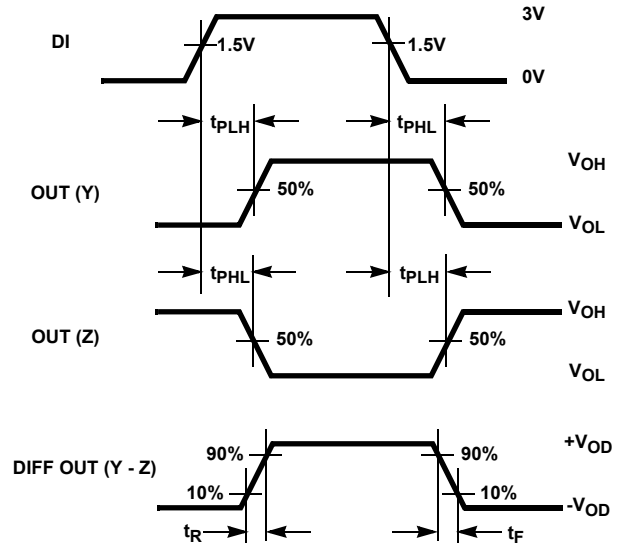 3V
DI
1.5V
1.5V
0V
tPLH
tPHL
VOH
OUT (Y)
50%
50%
VOL
tPHL
tPLH
VOH
OUT (Z)
50%
50%
VOL
+VOD
DIFF OUT (Y - Z)
90%
90%
10%
10%
-VOD
tR
tF